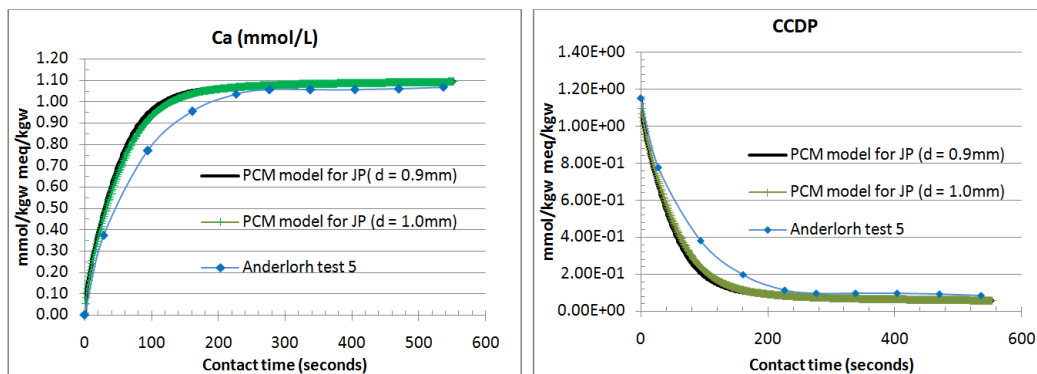 Ca (mmol/L)
mmol/kgw meq/kgw
1.20
1.10
1.00
0.90
0.80
0.70
0.60
0.50
0.40
0.30
0.20
0.10
0.00
PCM model for JP( d = 0.9mm)
PCM model for JP (d = 1.0mm)
Anderlorh test 5
0 100 200 300 400 500 600
Contact time (seconds)
CCDP
mmol/kgw meq/kgw
1.40E+00
1.20E+00
1.00E+00
8.00E-01
6.00E-01
4.00E-01
2.00E-01
0.00E+00
PCM model for JP (d = 0.9mm)
PCM model for JP (d = 1.0mm)
Anderlorh test 5
0 200 400 600
Contact time (seconds)